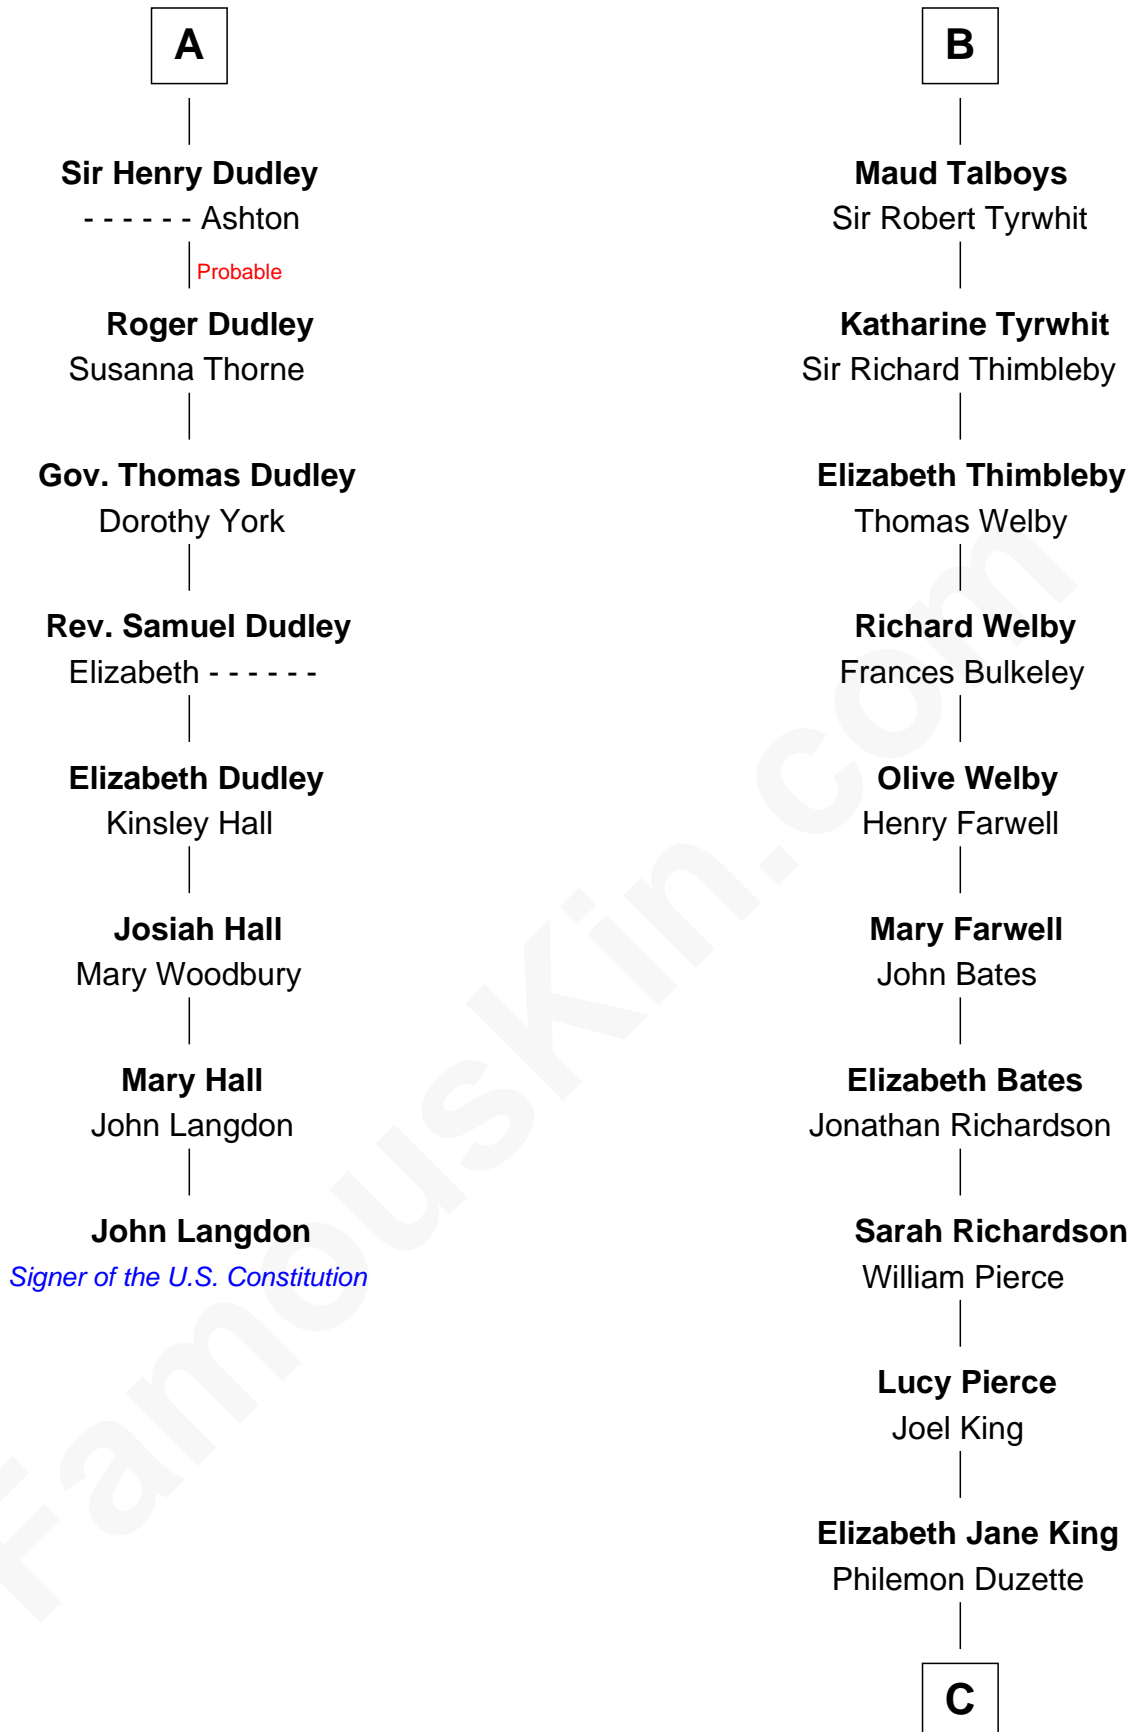 A
Sir Henry Dudley
- - - - - - Ashton
Probable
Roger Dudley
Susanna Thorne
Gov. Thomas Dudley
Dorothy York
Rev. Samuel Dudley
Elizabeth - - - - - -
Elizabeth Dudley
Kinsley Hall
Josiah Hall
Mary Woodbury
Mary Hall
John Langdon
John Langdon
Signer of the U.S. Constitution
B
Maud Talboys
Sir Robert Tyrwhit
Katharine Tyrwhit
Sir Richard Thimbleby
Elizabeth Thimbleby
Thomas Welby
Richard Welby
Frances Bulkeley
Olive Welby
Henry Farwell
Mary Farwell
John Bates
Elizabeth Bates
Jonathan Richardson
Sarah Richardson
William Pierce
Lucy Pierce
Joel King
Elizabeth Jane King
Philemon Duzette
C
FamousKin.com